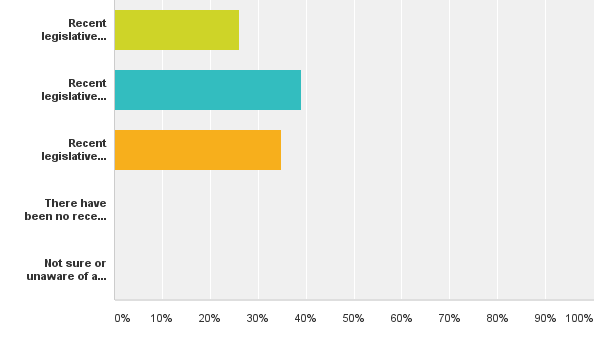 Recent
legislative...
Recent
legislative...
Recent
legislative...
There have
been no rece...
Not sure or
unaware of a...
0% 10% 20% 30% 40% 50% 60% 70% 80% 90% 100%